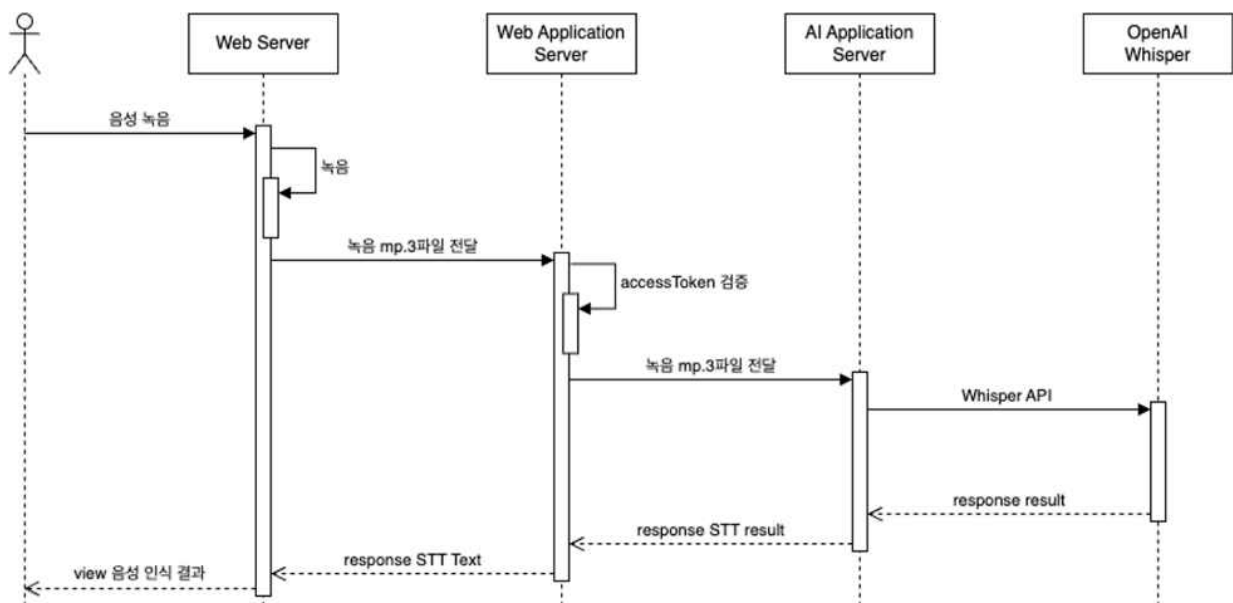 Web Server
Web Application
Server
AI Application
Server
OpenAI
Whisper
음성 녹음
녹음
녹음 mp.3파일 전달
accessToken 검증
녹음 mp.3파일 전달
Whisper API
response result
response STT result
response STT Text
view 음성 인식 결과